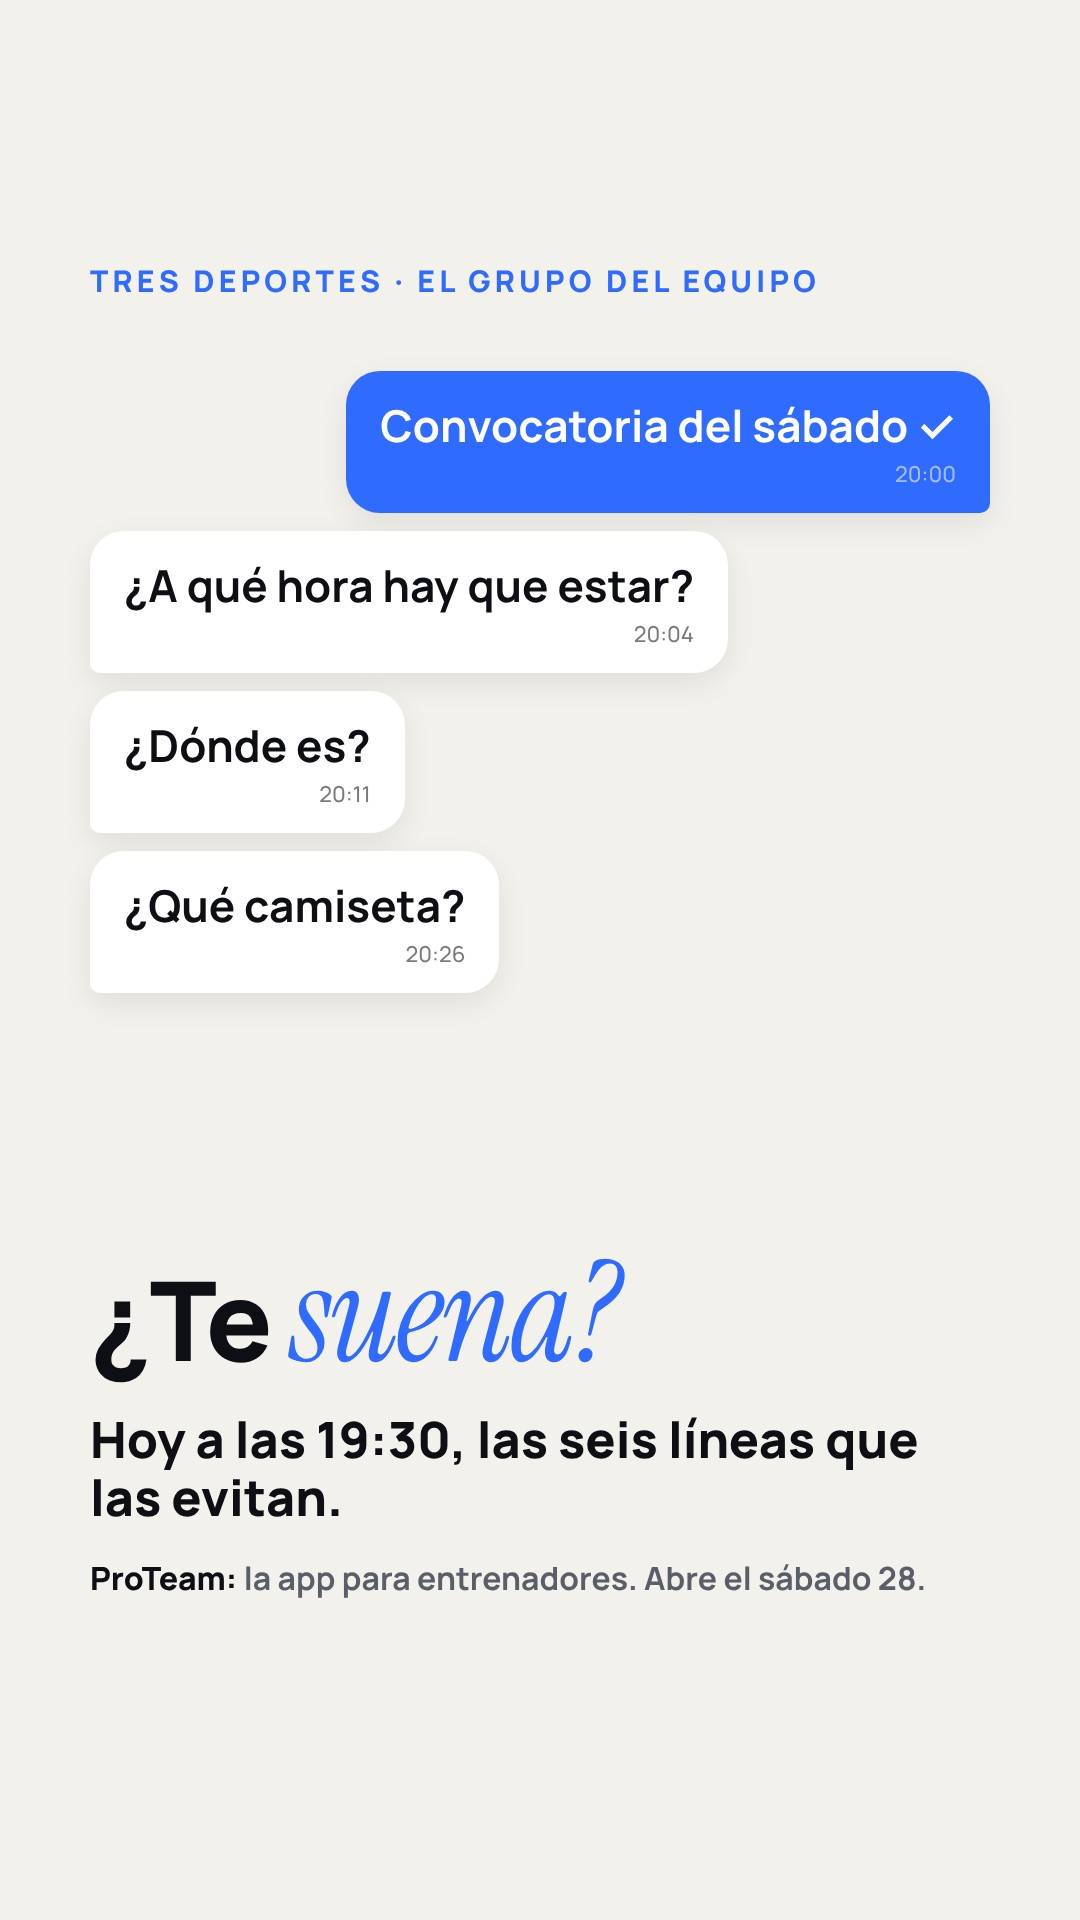 TRES DEPORTES · EL GRUPO DEL EQUIPO
Convocatoria del sábado ✓
20:00
¿A qué hora hay que estar?
20:04
¿Dónde es?
20:11
¿Qué camiseta?
20:26
¿Te suena?
Hoy a las 19:30, las seis líneas que
las evitan.
ProTeam: la app para entrenadores. Abre el sábado 28.